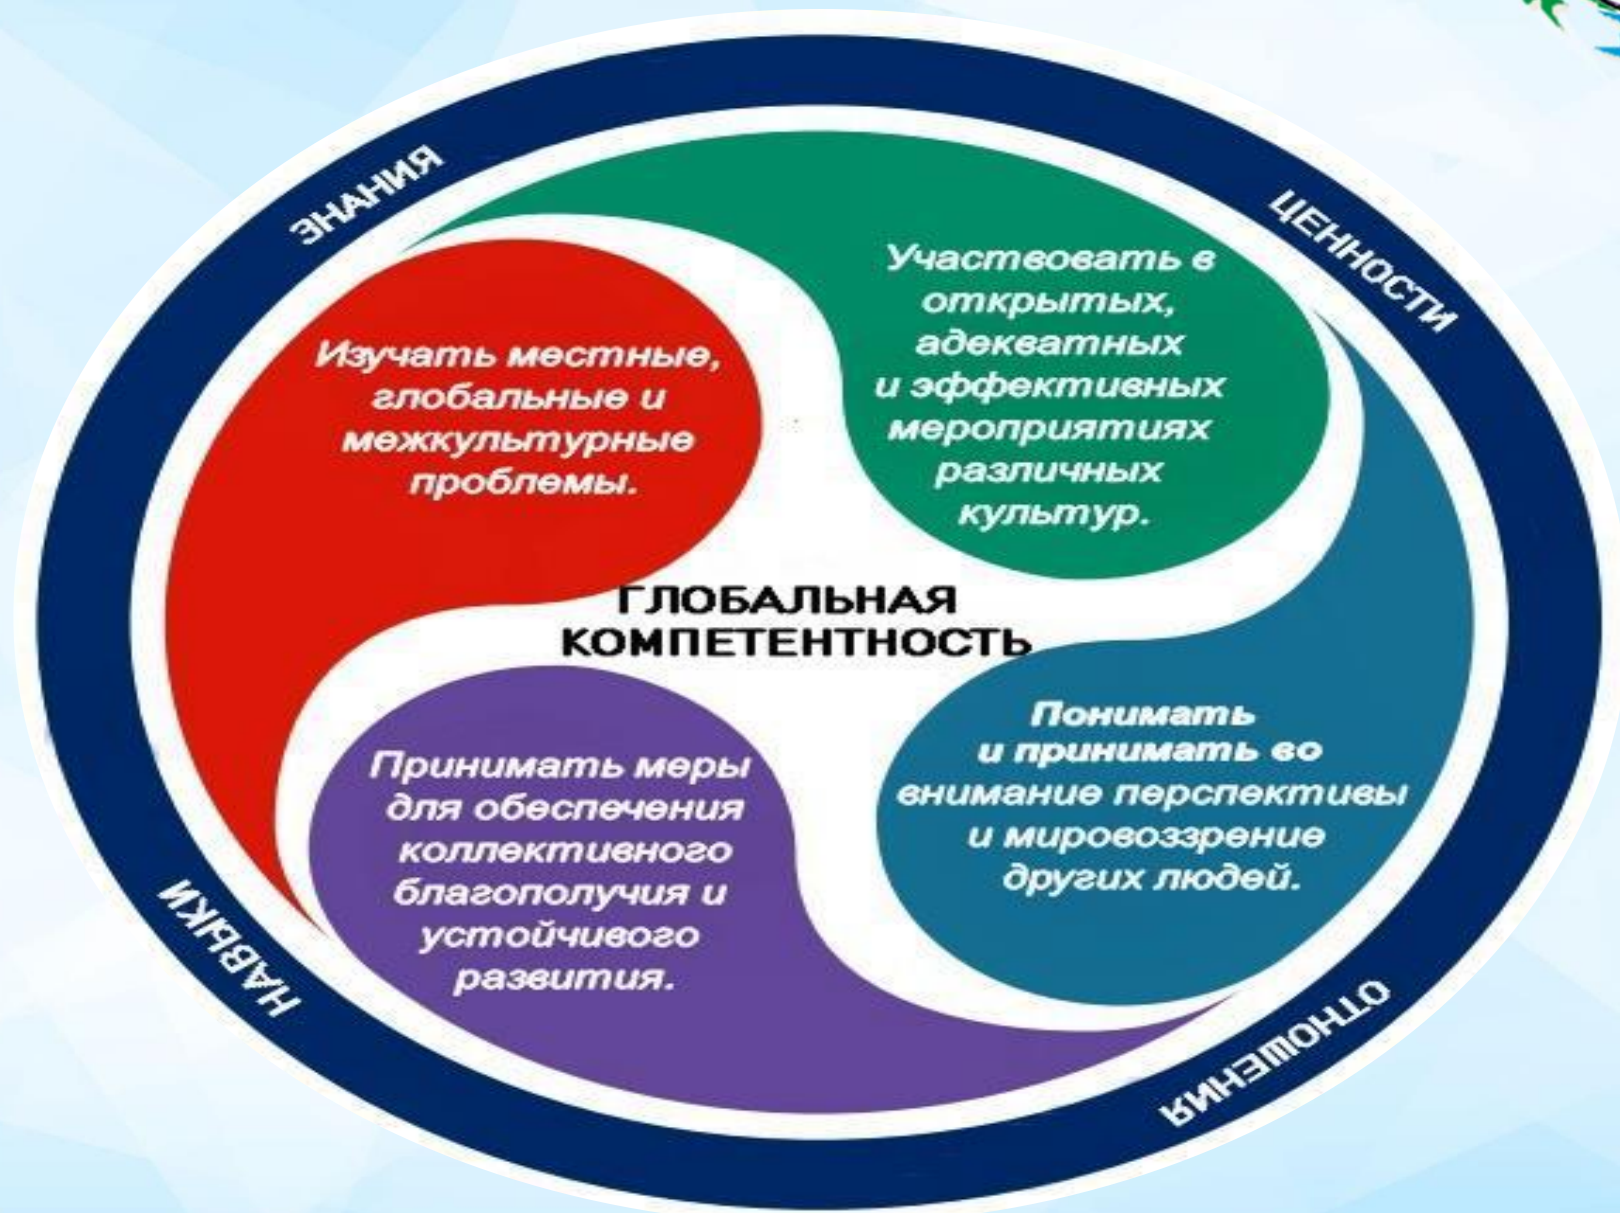 ЗНАНИЯ
ЦЕННОСТИ
Изучать местные,
глобальные и
межкультурные
проблемы.
Участвовать в
открытых,
адекватных
и эффективных
мероприятиях
различных
культур.
ГЛОБАЛЬНАЯ
КОМПЕТЕНТНОСТЬ
Принимать меры
для обеспечения
коллективного
благополучия и
устойчивого
развития.
Понимать
и принимать во
внимание перспективы
и мировоззрение
других людей.
НАВЫКИ
ОТНОШЕНИЯ